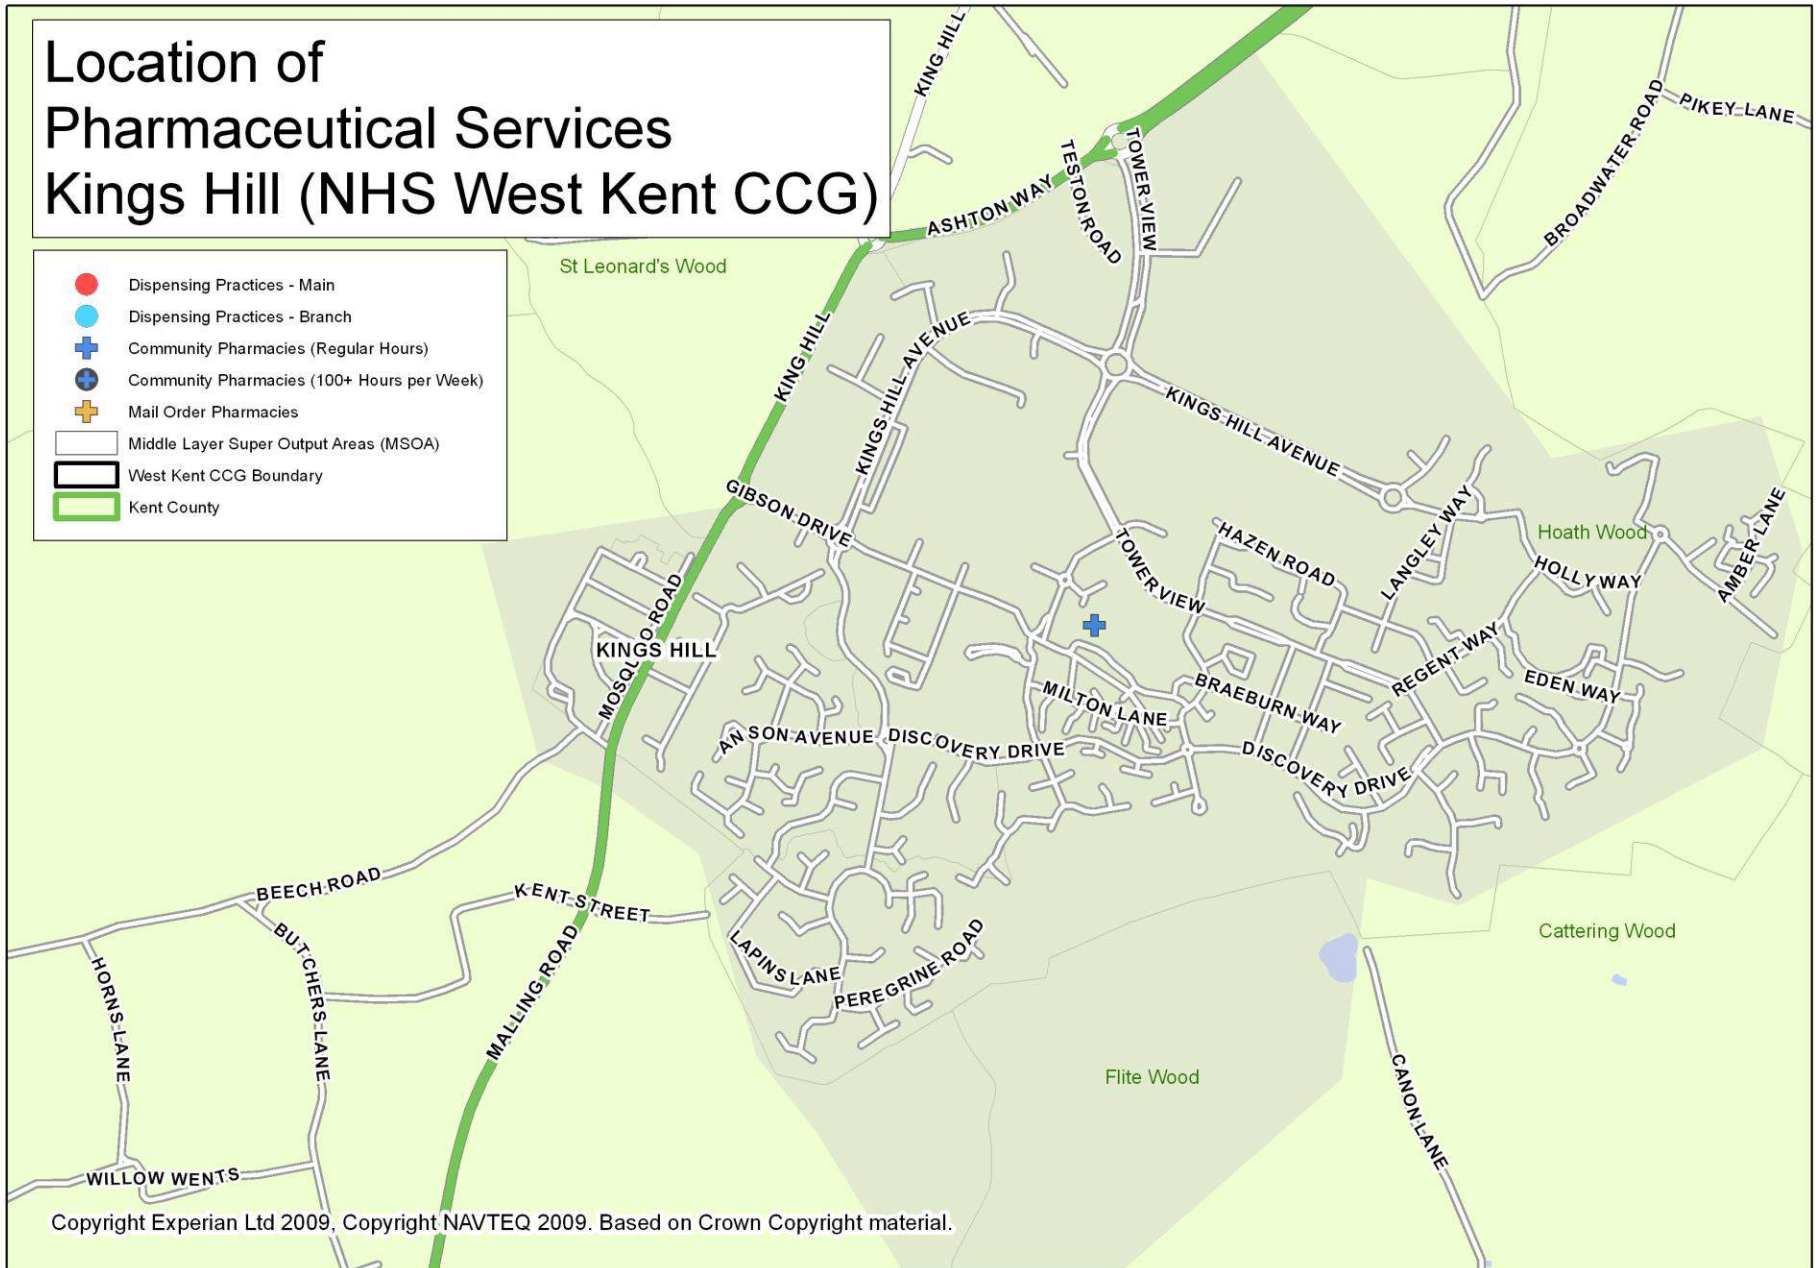 Location of
Pharmaceutical Services
Kings Hill (NHS West Kent CCG)
Dispensing Practices - Main
Dispensing Practices - Branch
Community Pharmacies (Regular Hours)
Community Pharmacies (100+ Hours per Week)
Mail Order Pharmacies
Middle Layer Super Output Areas (MSOA)
West Kent CCG Boundary
Kent County
KING HILL
PIKEY LANE
BROADWATER ROAD
TESTON ROAD
TOWER VIEW
ASHTON WAY
St Leonard's Wood
KING HILL
KINGS HILL AVENUE
KINGS HILL AVENUE
GIBSON DRIVE
TOWER VIEW
HAZEN ROAD
LANGLEY WAY
Hoath Wood
HOLLY WAY
AMBER LANE
MOSQUITO ROAD
KINGS HILL
REGENT WAY
EDEN WAY
MILTON LANE
BRAEBURN WAY
ANSON AVENUE
DISCOVERY DRIVE
DISCOVERY DRIVE
BEECH ROAD
KENT STREET
BUTCHERS LANE
HORNS LANE
MALLING ROAD
LAPINS LANE
PEREGRINE ROAD
Cattering Wood
Flite Wood
CANON LANE
WILLOW WENTS
Copyright Experian Ltd 2009, Copyright NAVTEQ 2009. Based on Crown Copyright material.